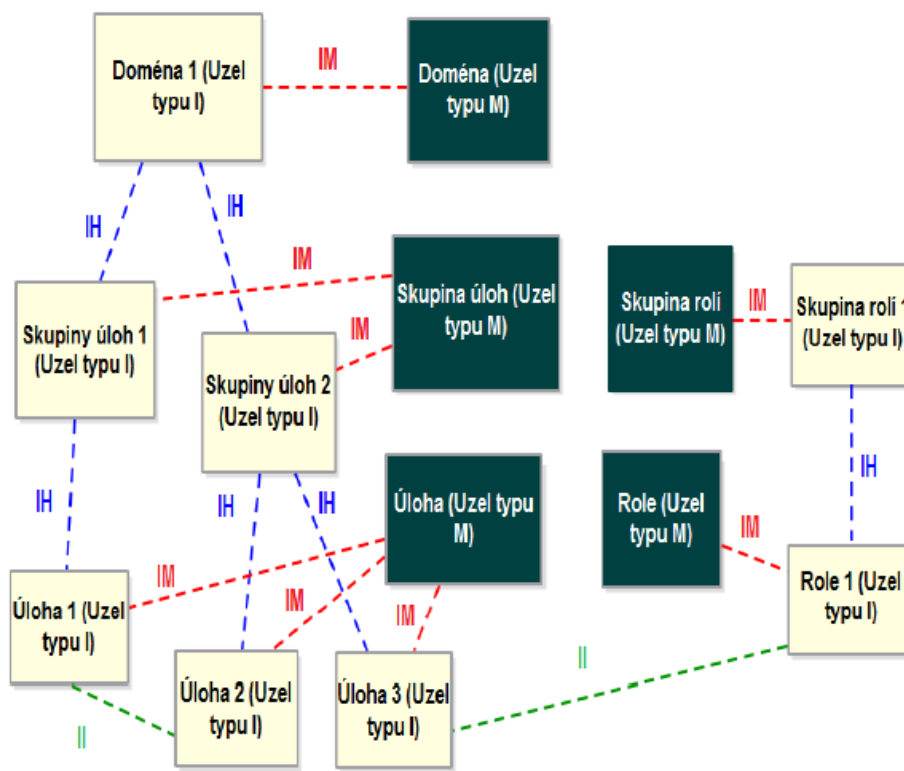 Doména 1 (Uzel
typu I)
IM
Doména (Uzel
typu M)
IH
IH
Skupiny úloh 1
(Uzel typu I)
IM
Skupina úloh (Uzel
typu M)
IM
Skupiny úloh 2
(Uzel typu I)
Skupina rolí
(Uzel typu M)
IM
Skupina rolí 1
(Uzel typu I)
IH
IH
IH
IH
Úloha (Uzel typu
M)
Role (Uzel
typu M)
IM
Role 1 (Uzel
typu I)
IM
IM
IM
Úloha 1 (Uzel
typu I)
Úloha 2 (Uzel
typu I)
Úloha 3 (Uzel
typu I)
II
II